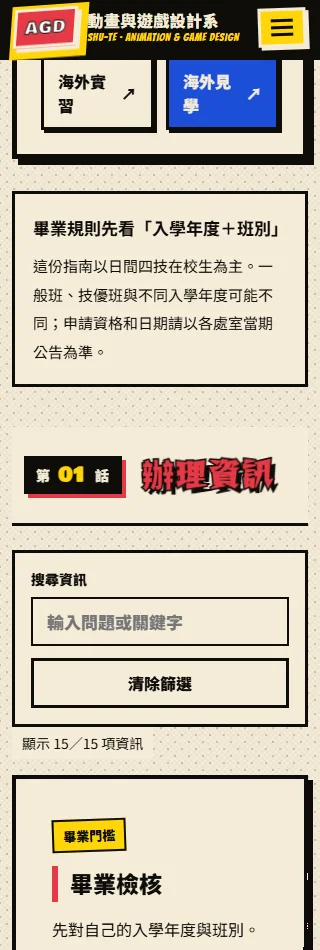 AGD
動畫與遊戲設計系
SHU-TE · ANIMATION & GAME DESIGN
海外實
習 ↗
海外見
學 ↗
畢業規則先看「入學年度＋班別」
這份指南以日間四技在校生為主。一
般班、技優班與不同入學年度可能不
同；申請資格和日期請以各處室當期
公告為準。
第 01 話
辦理資訊
搜尋資訊
輸入問題或關鍵字
清除篩選
顯示 15／15 項資訊
畢業門檻
畢業檢核
先對自己的入學年度與班別。